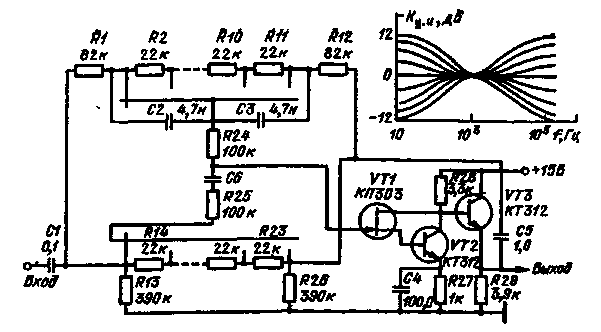 Kц.и, дБ
R1 R2 R10 R11 R12
82к 22к 22к 22к 82к
12
0
-12
10 10³ 10³ f, Гц
C2 4,7н C3 4,7н
R24
100к
C6
R25
100к
VT1
КП303
R28
3,3к
+15В
VT3
КТ312
C1
0,1
Вход
R14 R23
22к 22к 22к
R13
390к
R26
390к
VT2
КТ312
C4
100,0
R27
1к
R29
3,9к
C5
1,0
Выход